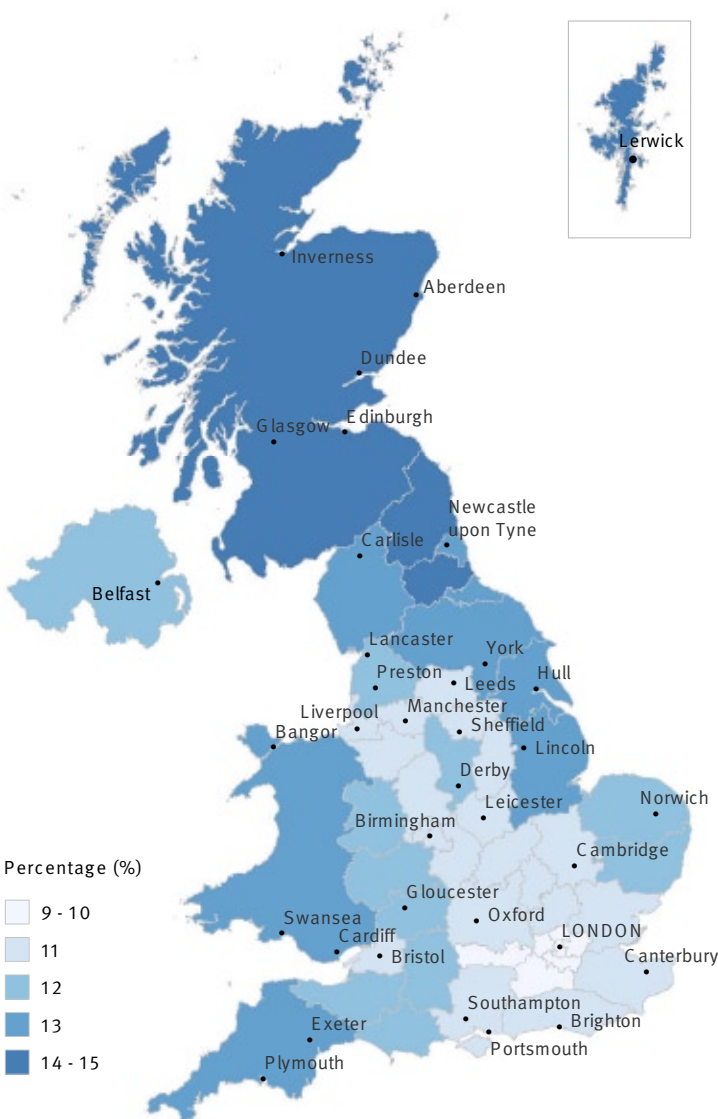 Lerwick
Inverness
Aberdeen
Dundee
Edinburgh
Glasgow
Newcastle
upon Tyne
Carlisle
Belfast
Lancaster
York
Preston
Leeds
Hull
Liverpool
Manchester
Sheffield
Bangor
Lincoln
Derby
Leicester
Norwich
Birmingham
Cambridge
Percentage (%)
9 - 10
11
12
13
14 - 15
Gloucester
Oxford
Swansea
Cardiff
LONDON
Bristol
Canterbury
Southampton
Brighton
Exeter
Portsmouth
Plymouth